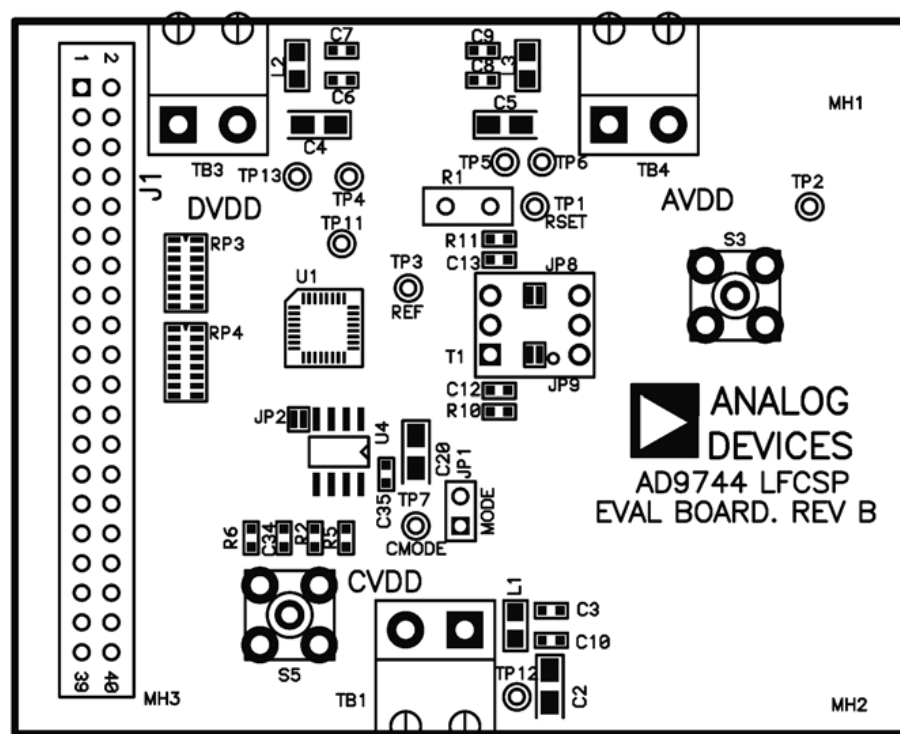 1 2
C7
C9
L2
L3
C6
C8
MH1
C4
C5
TB3
TB4
TP13
TP4
TP5
TP6
J1
DVDD
R1
TP1
RSET
AVDD
TP2
TP11
RP3
R11
C13
S3
U1
TP3
REF
JP8
RP4
T1
JP9
C12
R10
JP2
U4
C20
JP1
MODE
ANALOG
DEVICES
AD9744 LFCSP
EVAL BOARD. REV B
C35
TP7
CMODE
R6
C34
R2
R5
CVDD
L1
C3
C10
S5
TP12
C2
TB1
39 40
MH3
MH2